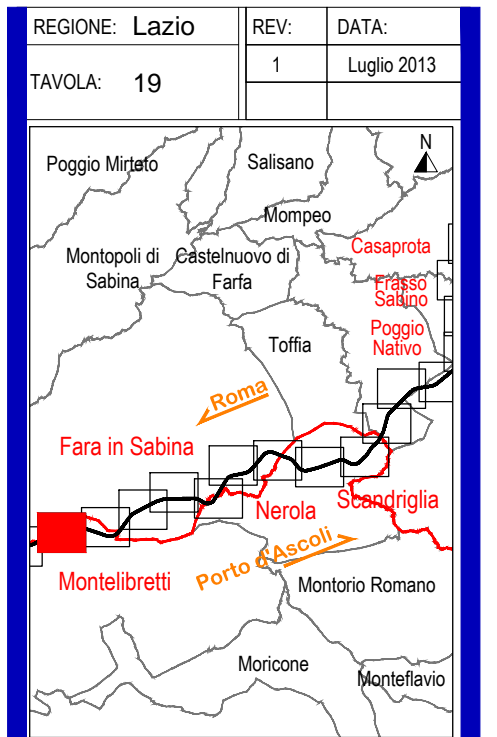 REGIONE: Lazio
REV:
DATA:
TAVOLA: 19
1
Luglio 2013
N
Poggio Mirteto
Salisano
Mompeo
Casaprota
Montopoli di
Sabina
Castelnuovo di
Farfa
Frasso
Sabino
Poggio
Nativo
Toffia
Roma
Fara in Sabina
Nerola
Scandriglia
Porto d'Ascoli
Montelibretti
Montorio Romano
Moricone
Monteflavio